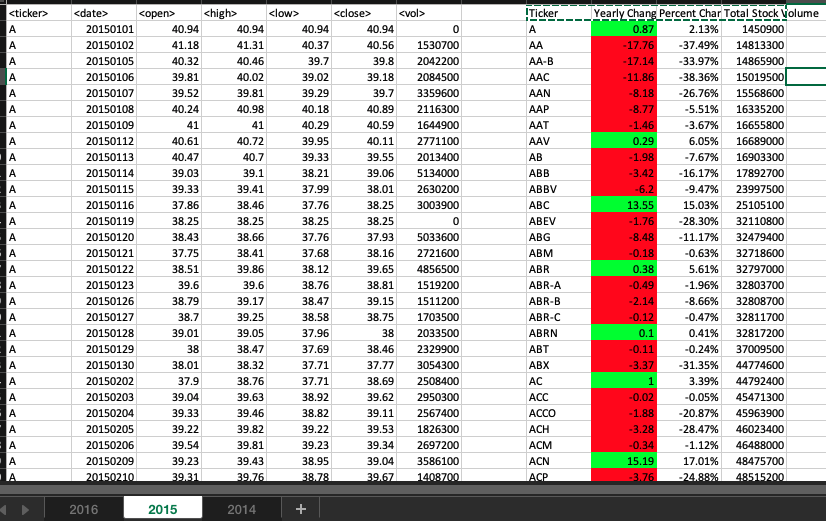 <ticker> <date> <open> <high> <low> <close> <vol> Ticker Yearly Chang Percent Char Total Stock Volume
A 20150101 40.94 40.94 40.94 40.94 0 A 0.87 2.13% 1450900
A 20150102 41.18 41.31 40.37 40.56 1530700 AA -17.76 -37.49% 14813300
A 20150105 40.32 40.46 39.7 39.8 2042200 AA-B -17.14 -33.97% 14865900
A 20150106 39.81 40.02 39.02 39.18 2084500 AAC -11.86 -38.36% 15019500
A 20150107 39.52 39.81 39.29 39.7 3359600 AAN -8.18 -26.76% 15568600
A 20150108 40.24 40.98 40.18 40.89 2116300 AAP -8.77 -5.51% 16335200
A 20150109 41 41 40.29 40.59 1644900 AAT -1.46 -3.67% 16655800
A 20150112 40.61 40.72 39.95 40.11 2771100 AAV 0.29 6.05% 16689000
A 20150113 40.47 40.7 39.33 39.55 2013400 AB -1.98 -7.67% 16903300
A 20150114 39.03 39.1 38.21 39.06 5134000 ABB -3.42 -16.17% 17892700
A 20150115 39.33 39.41 37.99 38.01 2630200 ABBV -6.2 -9.47% 23997500
A 20150116 37.86 38.46 37.76 38.25 3003900 ABC 13.55 15.03% 25105100
A 20150119 38.25 38.25 38.25 38.25 0 ABEV -1.76 -28.30% 32110800
A 20150120 38.43 38.66 37.76 37.93 5033600 ABG -8.48 -11.17% 32479400
A 20150121 37.75 38.41 37.68 38.16 2721600 ABM -0.18 -0.63% 32718600
A 20150122 38.51 39.86 38.12 39.65 4856500 ABR 0.38 5.61% 32797000
A 20150123 39.6 39.6 38.76 38.81 1519200 ABR-A -0.49 -1.96% 32803700
A 20150126 38.79 39.17 38.47 39.15 1511200 ABR-B -2.14 -8.66% 32808700
A 20150127 38.7 39.25 38.58 38.75 1703500 ABR-C -0.12 -0.47% 32811700
A 20150128 39.01 39.05 37.96 38 2033500 ABRN 0.1 0.41% 32817200
A 20150129 38 38.47 37.69 38.46 2329900 ABT -0.11 -0.24% 37009500
A 20150130 38.01 38.32 37.71 37.77 3054300 ABX -3.37 -31.35% 44774600
A 20150202 37.9 38.76 37.71 38.69 2508400 AC 1 3.39% 44792400
A 20150203 39.04 39.63 38.92 39.62 2950300 ACC -0.02 -0.05% 45471300
A 20150204 39.33 39.46 38.82 39.11 2567400 ACCO -1.88 -20.87% 45963900
A 20150205 39.22 39.82 39.22 39.53 1826300 ACH -3.28 -28.47% 46023400
A 20150206 39.54 39.81 39.23 39.34 2697200 ACM -0.34 -1.12% 46488000
A 20150209 39.23 39.43 38.95 39.04 3586100 ACN 15.19 17.01% 48475700
A 20150210 39.31 39.76 38.78 39.67 1408700 ACP -3.76 -24.88% 48515200
2016 2015 2014 +